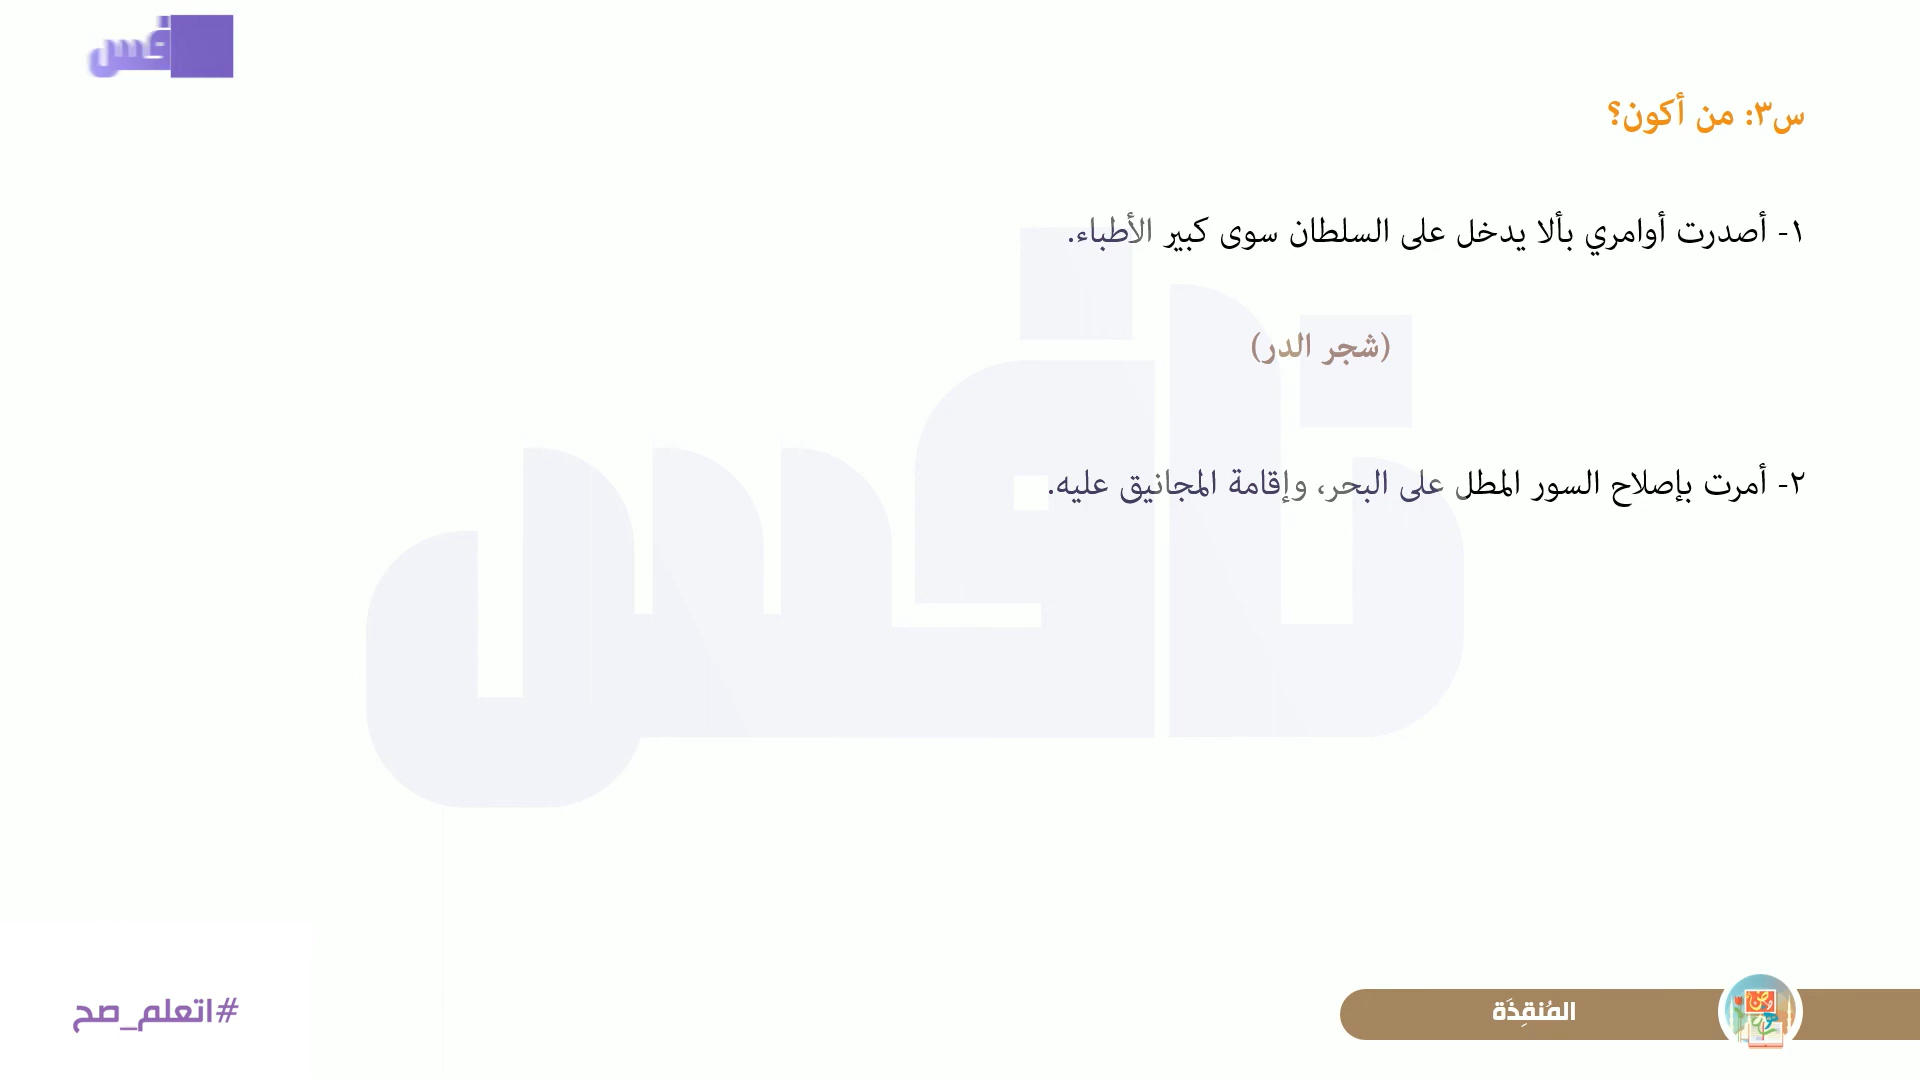 س٣: من أكون؟
١- أصدرت أوامري بألا يدخل على السلطان سوى كبير الأطباء.
(شجر الدر)
٢- أمرت بإصلاح السور المطل على البحر، وإقامة المجانيق عليه.
نافس
المُنقِذَة
#اتعلم_صح